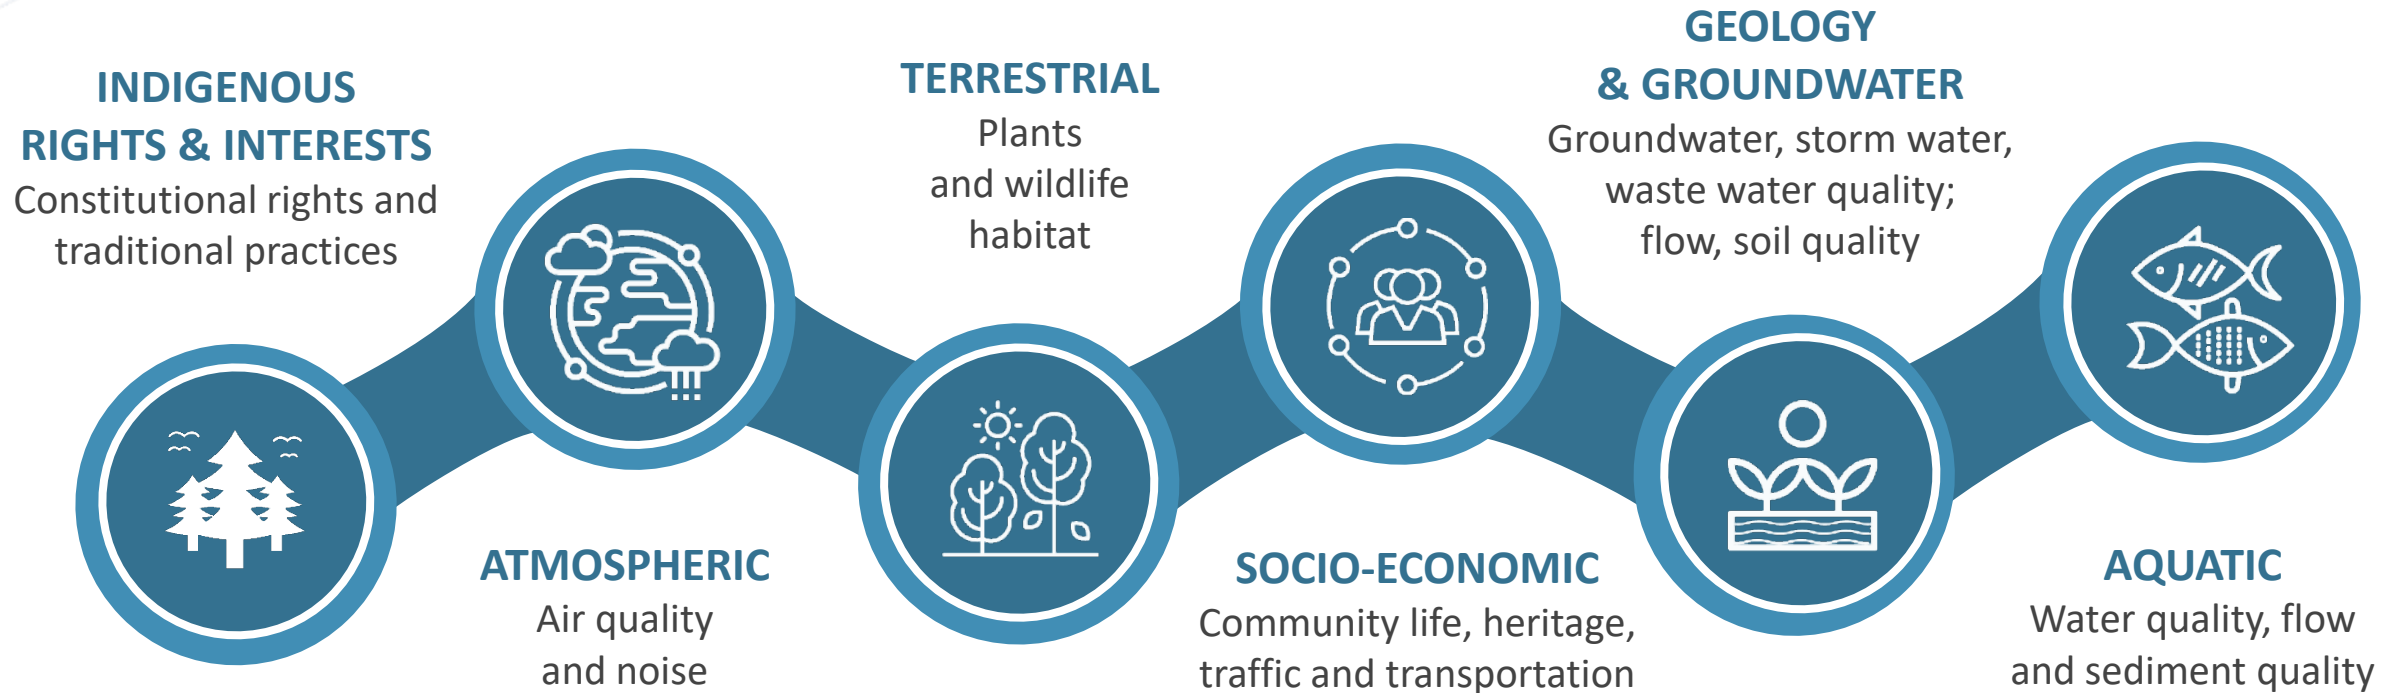 INDIGENOUS
RIGHTS & INTERESTS
Constitutional rights and
traditional practices
ATMOSPHERIC
Air quality
and noise
TERRESTRIAL
Plants
and wildlife
habitat
SOCIO-ECONOMIC
Community life, heritage,
traffic and transportation
GEOLOGY
& GROUNDWATER
Groundwater, storm water,
waste water quality;
flow, soil quality
AQUATIC
Water quality, flow
and sediment quality